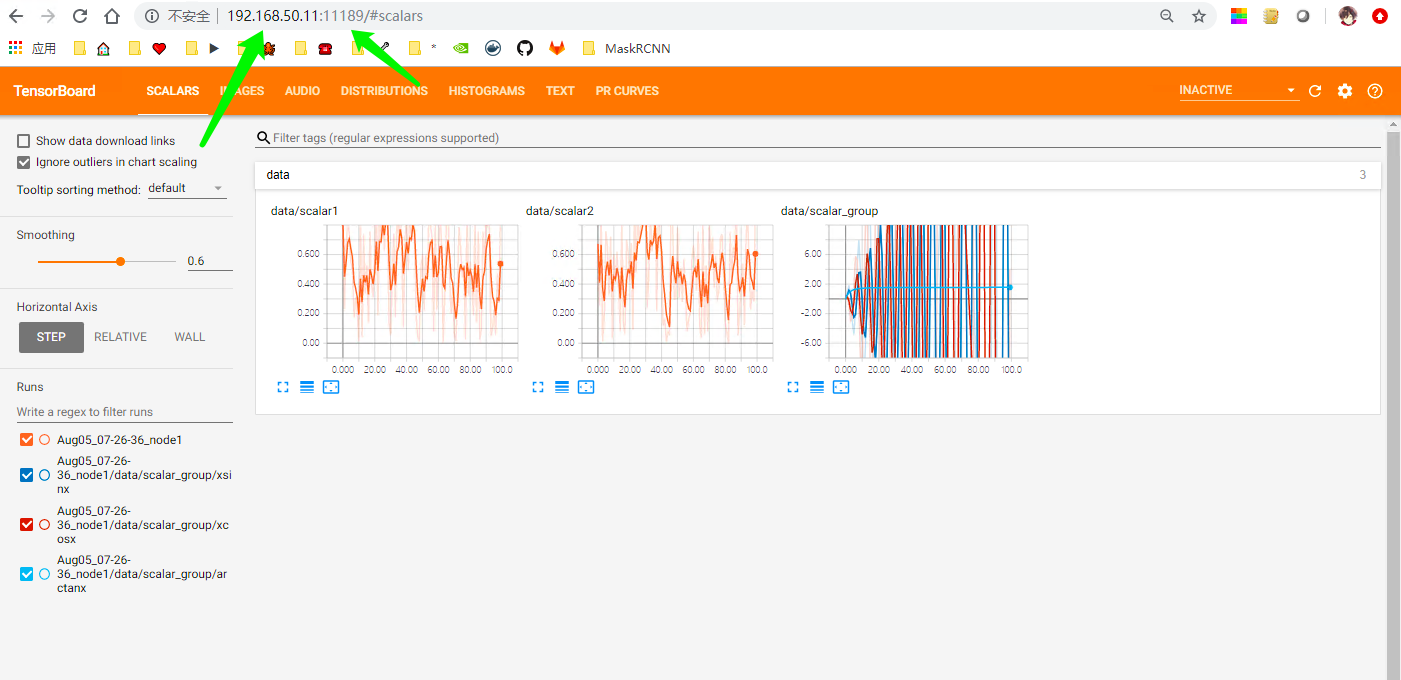 不安全 192.168.50.11:11189/#scalars
应用 * MaskRCNN
TensorBoard SCALARS IMAGES AUDIO DISTRIBUTIONS HISTOGRAMS TEXT PR CURVES INACTIVE
Show data download links
Ignore outliers in chart scaling
Tooltip sorting method: default
Smoothing
0.6
Horizontal Axis
STEP RELATIVE WALL
Runs
Write a regex to filter runs
Aug05_07-26-36_node1
Aug05_07-26-
36_node1/data/scalar_group/xsi
nx
Aug05_07-26-
36_node1/data/scalar_group/xc
osx
Aug05_07-26-
36_node1/data/scalar_group/ar
ctanx
Filter tags (regular expressions supported)
data 3
data/scalar1
0.600
0.400
0.200
0.00
0.000 20.00 40.00 60.00 80.00 100.0
data/scalar2
0.600
0.400
0.200
0.00
0.000 20.00 40.00 60.00 80.00 100.0
data/scalar_group
6.00
2.00
-2.00
-6.00
0.000 20.00 40.00 60.00 80.00 100.0